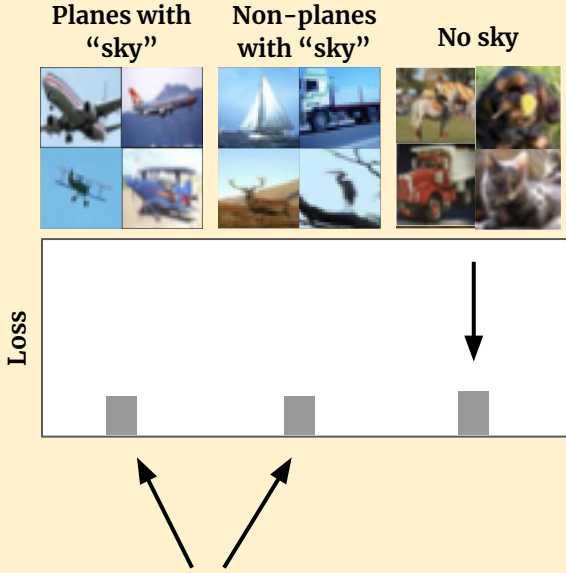 Planes with
“sky”
Non-planes
with “sky”
No sky
Loss